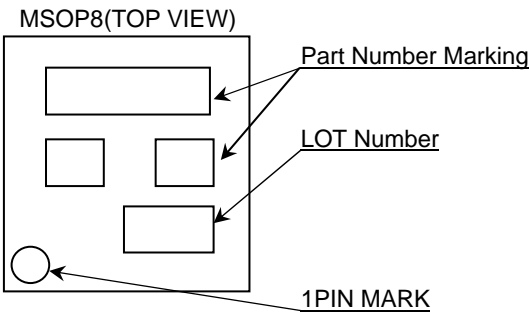 MSOP8(TOP VIEW)
Part Number Marking
LOT Number
1PIN MARK